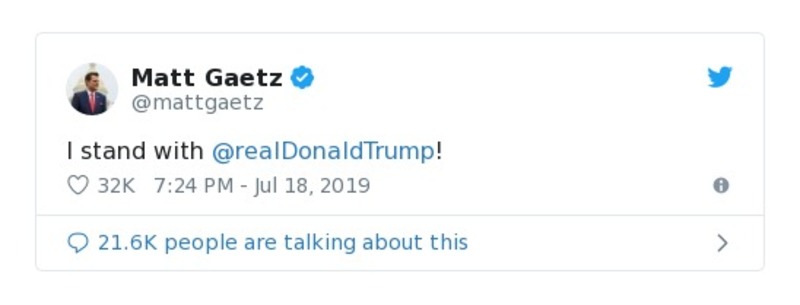 Matt Gaetz
@mattgaetz
I stand with @realDonaldTrump!
32K 7:24 PM - Jul 18, 2019
21.6K people are talking about this